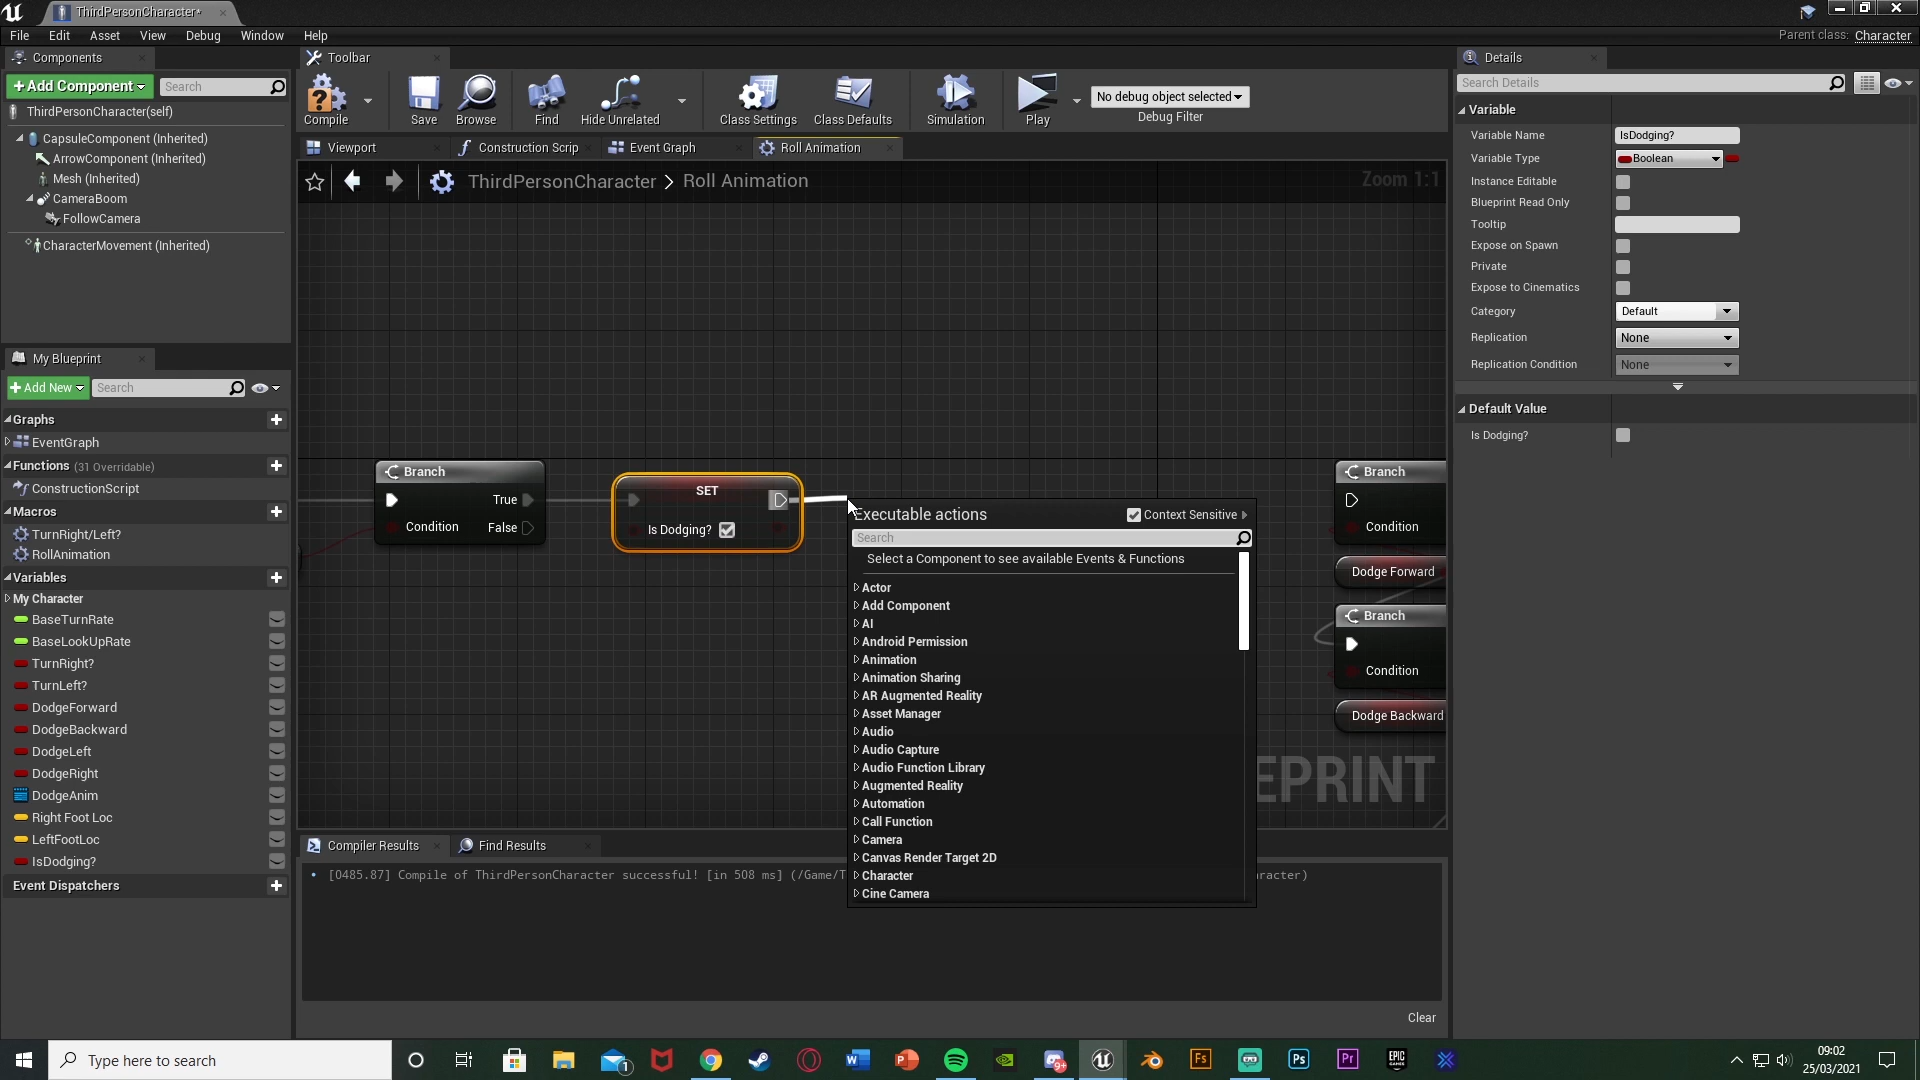 ThirdPersonCharacter*
File Edit Asset View Debug Window Help
Parent class: Character
Components
+Add Component
Search
ThirdPersonCharacter(self)
CapsuleComponent (Inherited)
ArrowComponent (Inherited)
Mesh (Inherited)
CameraBoom
FollowCamera
CharacterMovement (Inherited)
My Blueprint
+Add New
Search
Graphs
EventGraph
Functions (31 Overridable)
ConstructionScript
Macros
TurnRight/Left?
RollAnimation
Variables
My Character
BaseTurnRate
BaseLookUpRate
TurnRight?
TurnLeft?
DodgeForward
DodgeBackward
DodgeLeft
DodgeRight
DodgeAnim
Right Foot Loc
LeftFootLoc
IsDodging?
Event Dispatchers
Toolbar
Compile Save Browse Find Hide Unrelated Class Settings Class Defaults Simulation Play
No debug object selected
Debug Filter
Viewport Construction Scrip Event Graph Roll Animation
ThirdPersonCharacter > Roll Animation
Zoom 1:1
Branch
True
Condition False
SET
Is Dodging?
Executable actions
Context Sensitive
Search
Select a Component to see available Events & Functions
Actor
Add Component
AI
Android Permission
Animation
Animation Sharing
AR Augmented Reality
Asset Manager
Audio
Audio Capture
Audio Function Library
Augmented Reality
Automation
Call Function
Camera
Canvas Render Target 2D
Character
Cine Camera
Branch
Condition
Dodge Forward
Branch
Condition
Dodge Backward
EPRINT
Compiler Results Find Results
[0485.87] Compile of ThirdPersonCharacter successful! [in 508 ms] (/Game/T
aracter)
Clear
Details
Search Details
Variable
Variable Name IsDodging?
Variable Type Boolean
Instance Editable
Blueprint Read Only
Tooltip
Expose on Spawn
Private
Expose to Cinematics
Category Default
Replication None
Replication Condition None
Default Value
Is Dodging?
Type here to search
1
W
P
9+
Fs
Ps
Pr
EPIC
GAMES
09:02
25/03/2021